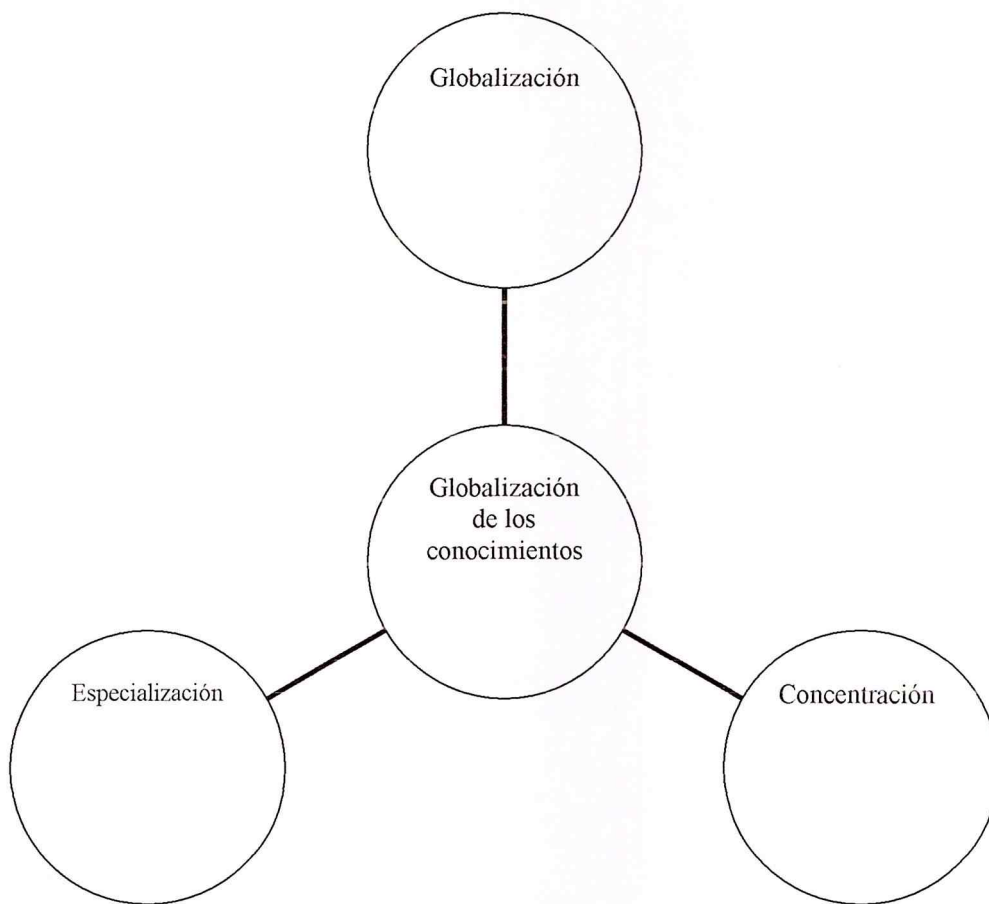 Globalización
Globalización
de los
conocimientos
Especialización
Concentración